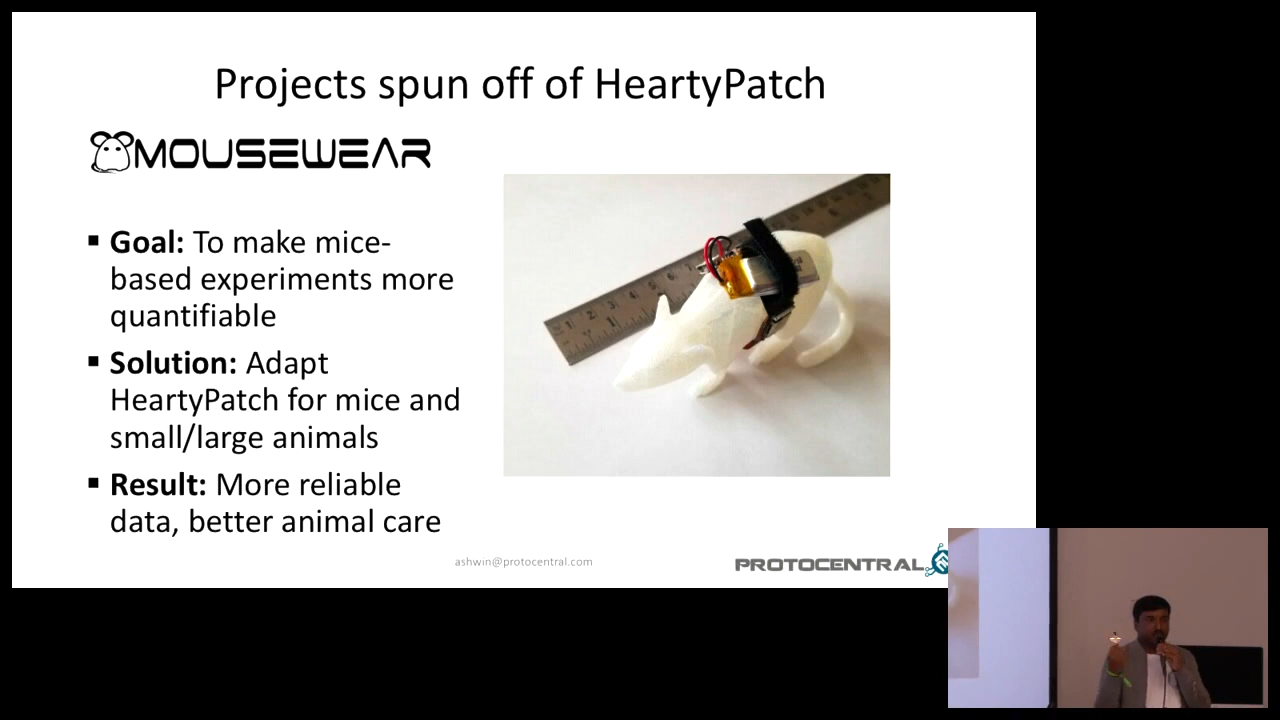 Projects spun off of HeartyPatch
MOUSEWEAR
▪ Goal: To make mice-
based experiments more
quantifiable
▪ Solution: Adapt
HeartyPatch for mice and
small/large animals
▪ Result: More reliable
data, better animal care
ashwin@protocentral.com
PROTOCENTRAL